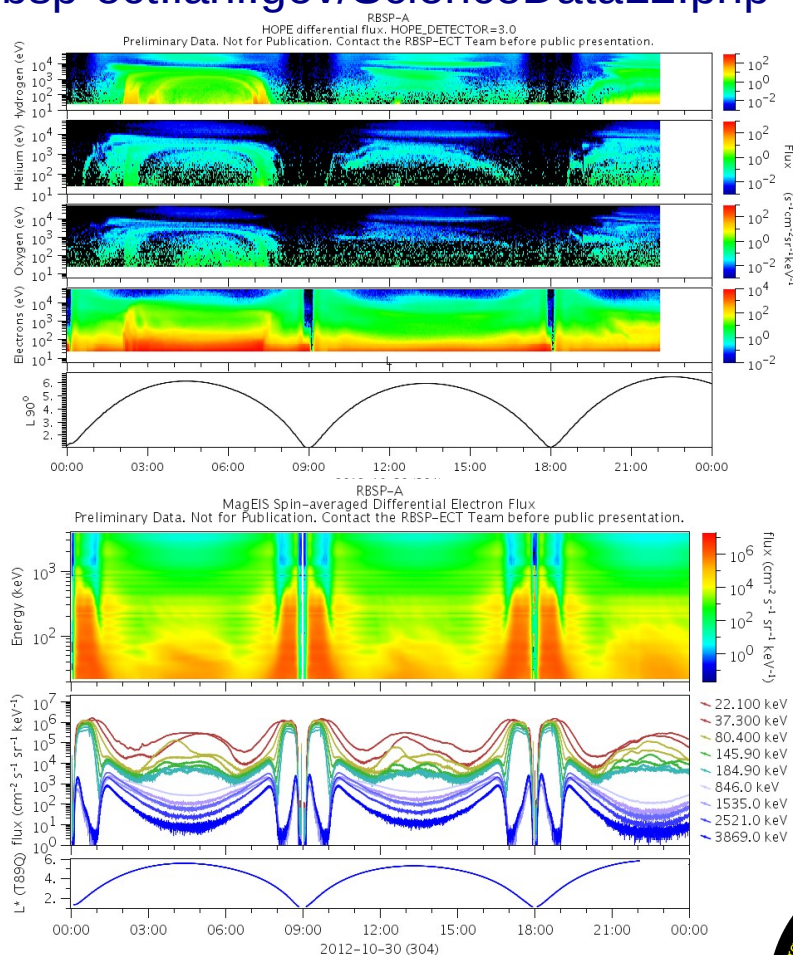 RBSP-A
HOPE differential flux. HOPE_DETECTOR=3.0
Preliminary Data. Not for Publication. Contact the RBSP-ECT Team before public presentation.
Helium (eV)
Oxygen (eV)
Electrons (eV)
10⁴
10³
10²
10¹
10⁴
10³
10²
10¹
10⁴
10³
10²
10¹
10⁴
10³
10²
10¹
10²
10⁰
10⁻²
10²
10⁰
10⁻²
10²
10⁰
10⁻²
10⁴
10²
10⁰
10⁻²
Flux
(s⁻¹cm⁻²sr⁻¹keV⁻¹
L
L 90°
6.
5.
4.
3.
2.
00:00 03:00 06:00 09:00 12:00 15:00 18:00 21:00 00:00
RBSP-A
MagEIS Spin-averaged Differential Electron Flux
Preliminary Data. Not for Publication. Contact the RBSP-ECT Team before public presentation.
Energy (keV)
10³
10²
10⁶
10⁴
10²
10⁰
flux (cm⁻² s⁻¹ sr⁻¹ keV⁻¹)
flux (cm⁻² s⁻¹ sr⁻¹ keV⁻¹)
10⁷
10⁶
10⁵
10⁴
10³
10²
10¹
10⁰
22.100 keV
37.300 keV
80.400 keV
145.90 keV
184.90 keV
846.0 keV
1535.0 keV
2521.0 keV
3869.0 keV
L* (T89Q)
6.
4.
2.
00:00 03:00 06:00 09:00 12:00 15:00 18:00 21:00 00:00
2012-10-30 (304)